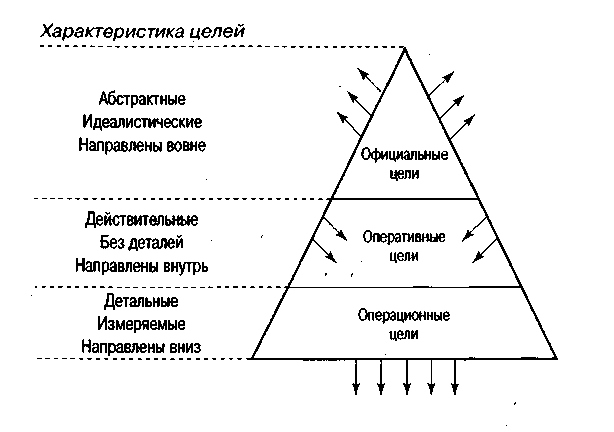 Характеристика целей
Абстрактные
Идеалистические
Направлены вовне
Официальные
цели
Действительные
Без деталей
Направлены внутрь
Оперативные
цели
Детальные
Измеряемые
Направлены вниз
Операционные
цели